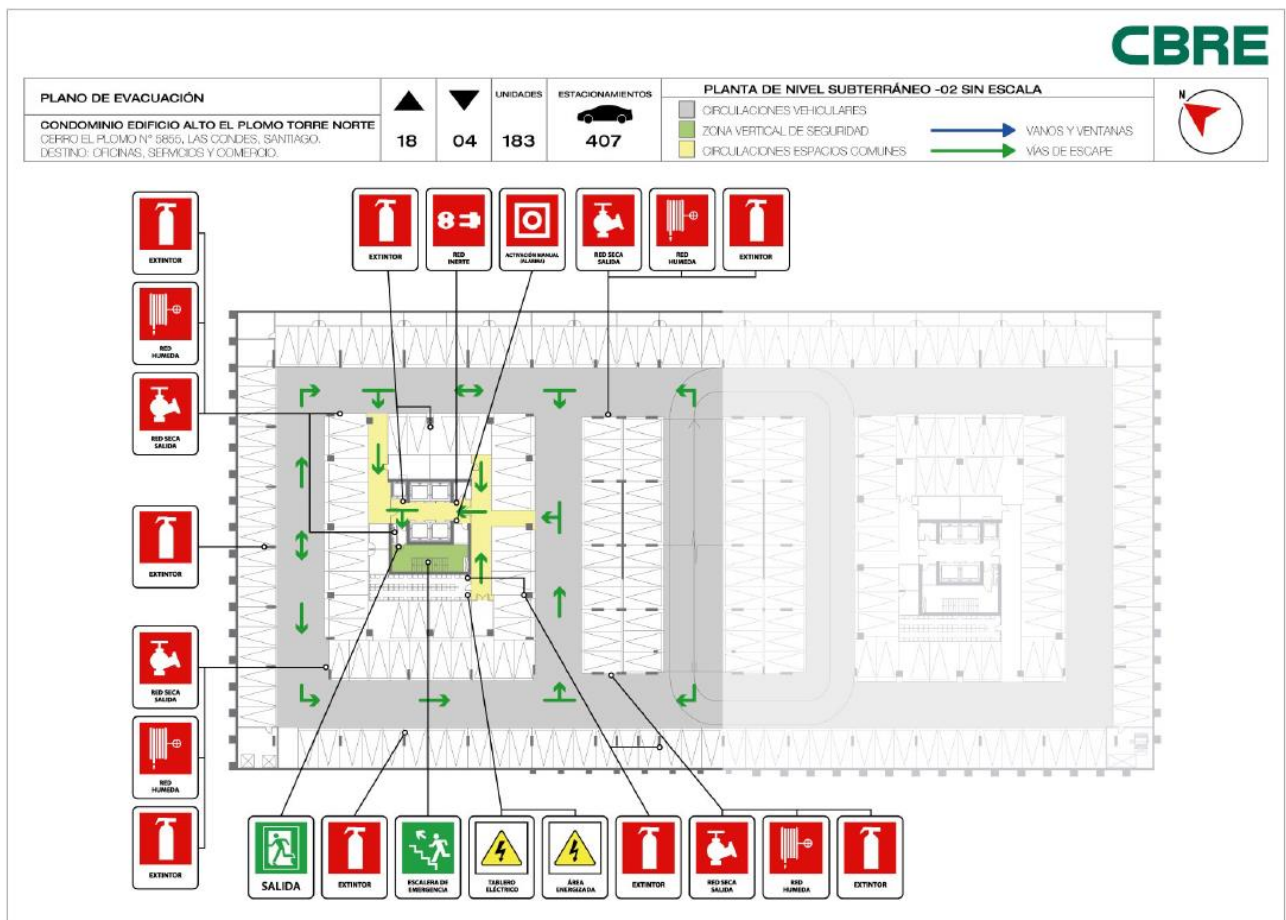 CBRE
PLANO DE EVACUACIÓN
CONDOMINIO EDIFICIO ALTO EL PLOMO TORRE NORTE
CERRO EL PLOMO N° 5855, LAS CONDES, SANTIAGO.
DESTINO: OFICINAS, SERVICIOS Y COMERCIO.
18
04
UNIDADES
183
ESTACIONAMIENTOS
407
PLANTA DE NIVEL SUBTERRÁNEO -02 SIN ESCALA
CIRCULACIONES VEHICULARES
ZONA VERTICAL DE SEGURIDAD
CIRCULACIONES ESPACIOS COMUNES
VANOS Y VENTANAS
VÍAS DE ESCAPE
N
EXTINTOR
RED
HUMEDA
RED SECA
SALIDA
EXTINTOR
RED SECA
SALIDA
RED
HUMEDA
EXTINTOR
EXTINTOR
RED
INERTE
ACTIVACIÓN MANUAL
(ALARMA)
RED SECA
SALIDA
RED
HUMEDA
EXTINTOR
SALIDA
EXTINTOR
ESCALERA DE
EMERGENCIA
TABLERO
ELÉCTRICO
ÁREA
ENERGIZADA
EXTINTOR
RED SECA
SALIDA
RED
HUMEDA
EXTINTOR